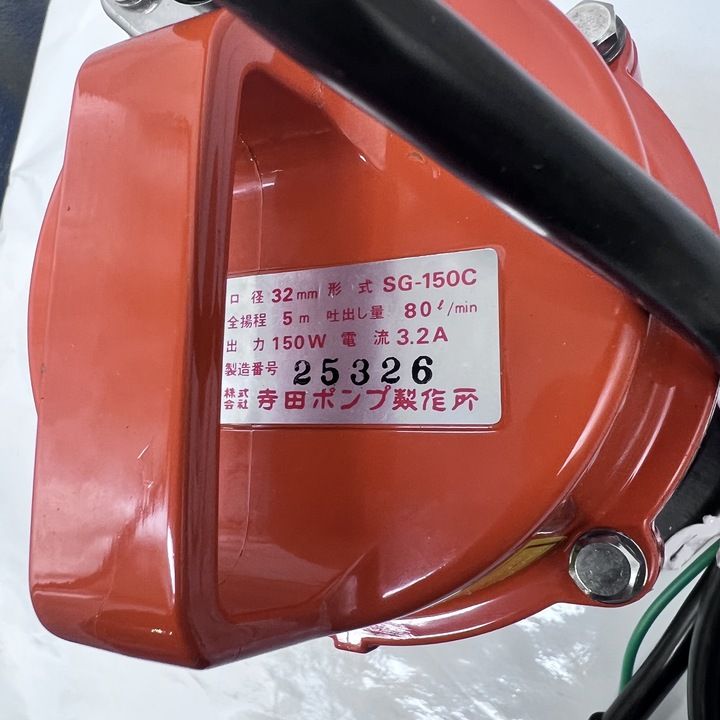 口径 32mm 形式 SG-150C
全揚程 5m 吐出し量 80ℓ/min
出力 150W 電流 3.2A
製造番号 25326
株式会社 寺田ポンプ製作所